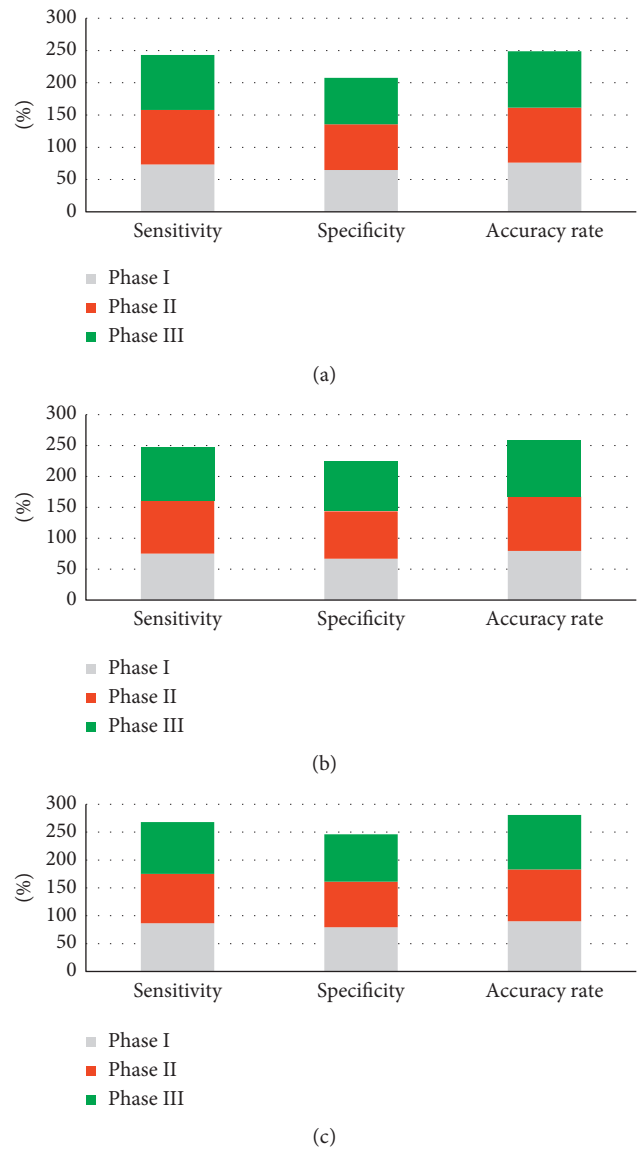 300
250
200
150
100
50
0
(%)
Sensitivity Specificity Accuracy rate
Phase I
Phase II
Phase III
(a)
300
250
200
150
100
50
0
(%)
Sensitivity Specificity Accuracy rate
Phase I
Phase II
Phase III
(b)
300
250
200
150
100
50
0
(%)
Sensitivity Specificity Accuracy rate
Phase I
Phase II
Phase III
(c)